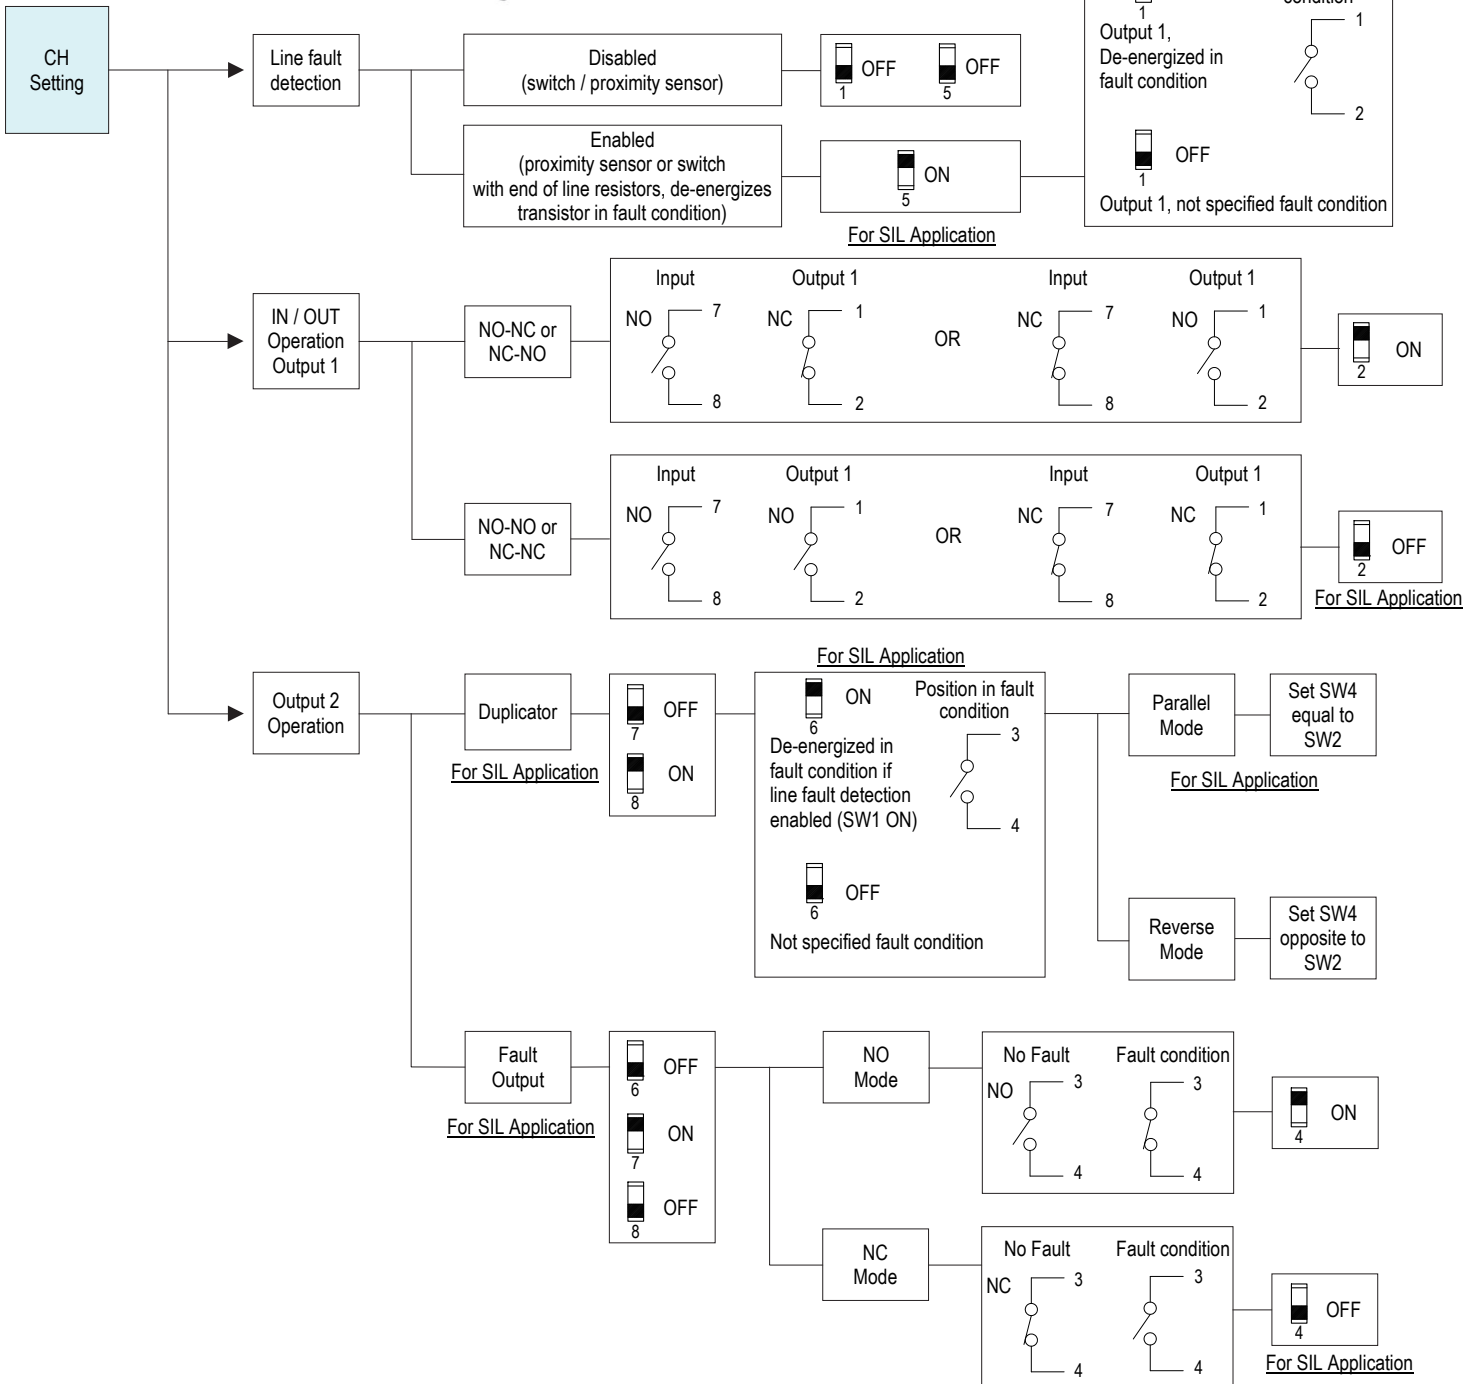 CH
Setting
Line fault
detection
Disabled
(switch / proximity sensor)
OFF
1
OFF
5
Enabled
(proximity sensor or switch
with end of line resistors, de-energizes
transistor in fault condition)
ON
5
For SIL Application
1
Output 1,
De-energized in
fault condition
condition
1
2
OFF
1
Output 1, not specified fault condition
IN / OUT
Operation
Output 1
NO-NC or
NC-NO
Input
Output 1
Input
Output 1
NO
7
8
NC
1
2
OR
NC
7
8
NO
1
2
ON
2
NO-NO or
NC-NC
Input
Output 1
Input
Output 1
NO
7
8
NO
1
2
OR
NC
7
8
NC
1
2
OFF
2
For SIL Application
Output 2
Operation
Duplicator
For SIL Application
OFF
7
ON
8
For SIL Application
ON
6
De-energized in
fault condition if
line fault detection
enabled (SW1 ON)
Position in fault
condition
3
4
OFF
6
Not specified fault condition
Parallel
Mode
Set SW4
equal to
SW2
For SIL Application
Reverse
Mode
Set SW4
opposite to
SW2
Fault
Output
For SIL Application
OFF
6
ON
7
OFF
8
NO
Mode
No Fault
Fault condition
NO
3
4
3
4
ON
4
NC
Mode
No Fault
Fault condition
NC
3
4
3
4
OFF
4
For SIL Application